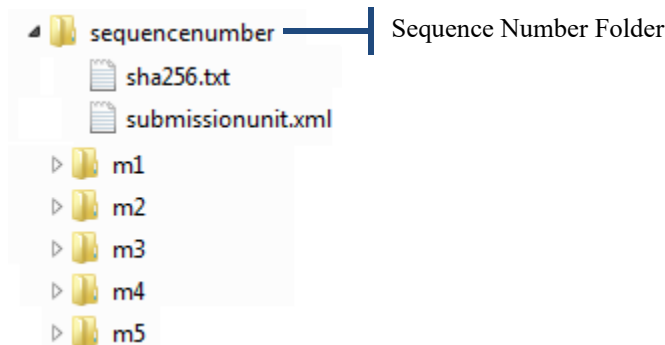 sequencenumber Sequence Number Folder
sha256.txt
submissionunit.xml
m1
m2
m3
m4
m5